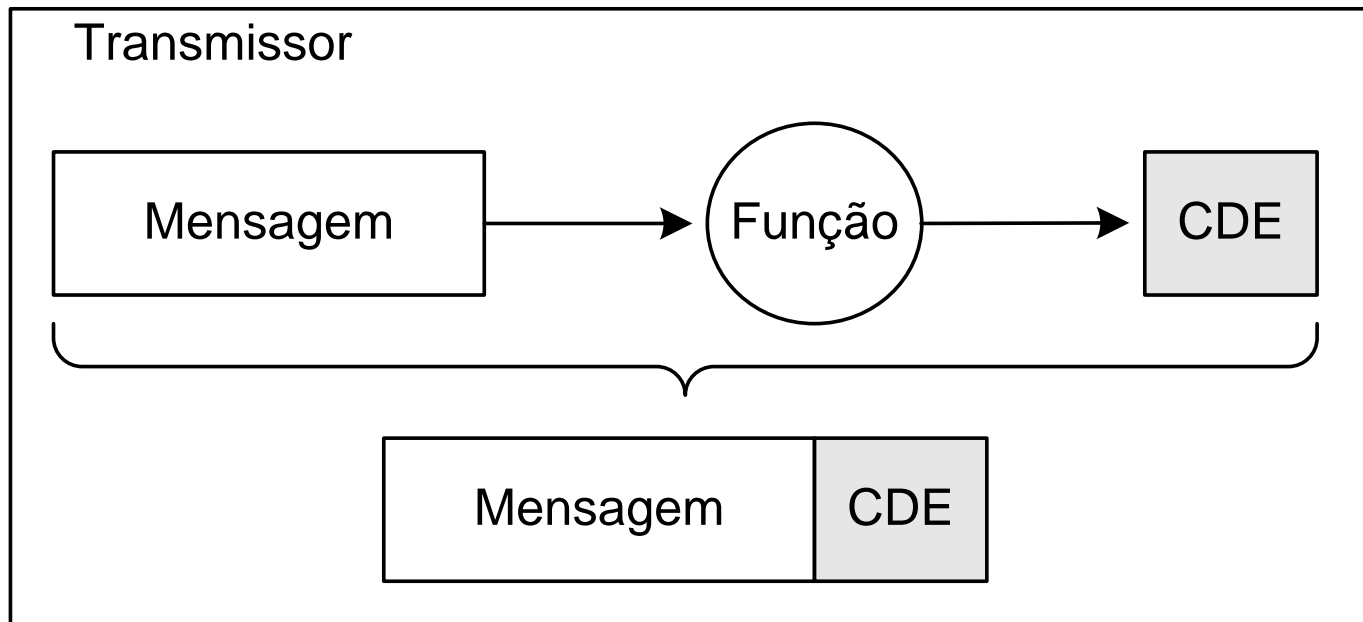 Transmissor
Mensagem
Função
CDE
Mensagem
CDE